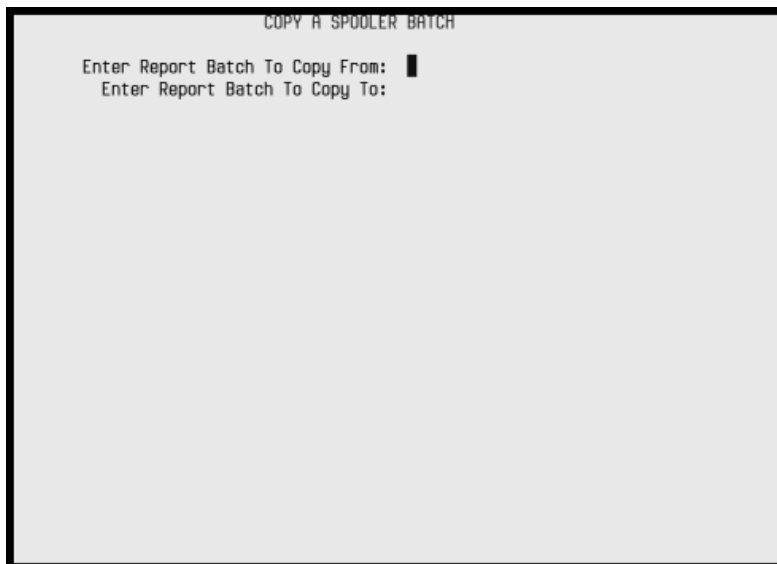 COPY A SPOOLER BATCH
Enter Report Batch To Copy From:
Enter Report Batch To Copy To: